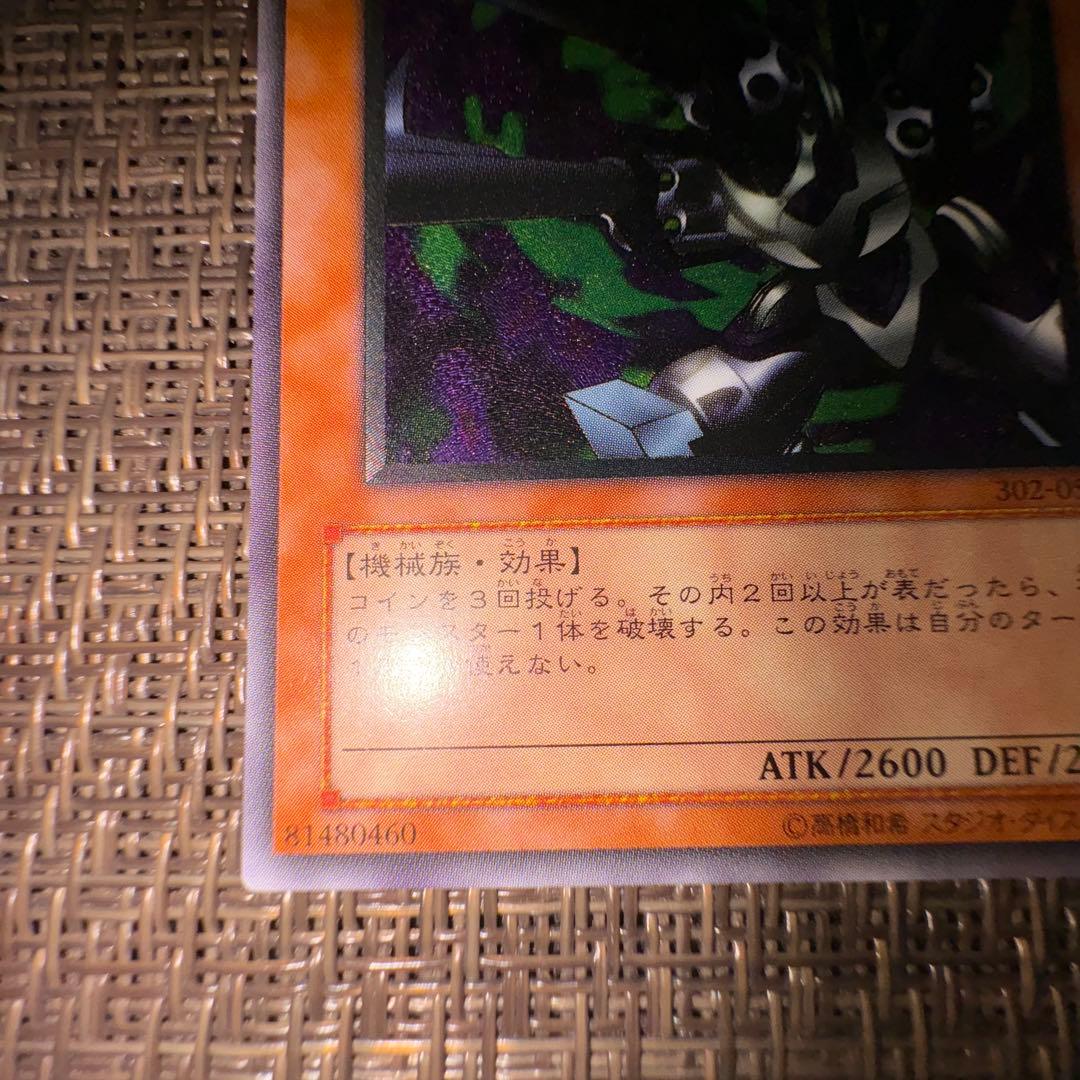 302-05
【機械族・効果】
コインを3回投げる。その内2回以上が表だったら、
のモ スター1体を破壊する。この効果は自分のター
1 使えない。
ATK/2600 DEF/2
81480460
©高橋和希 スタジオ・ダイス